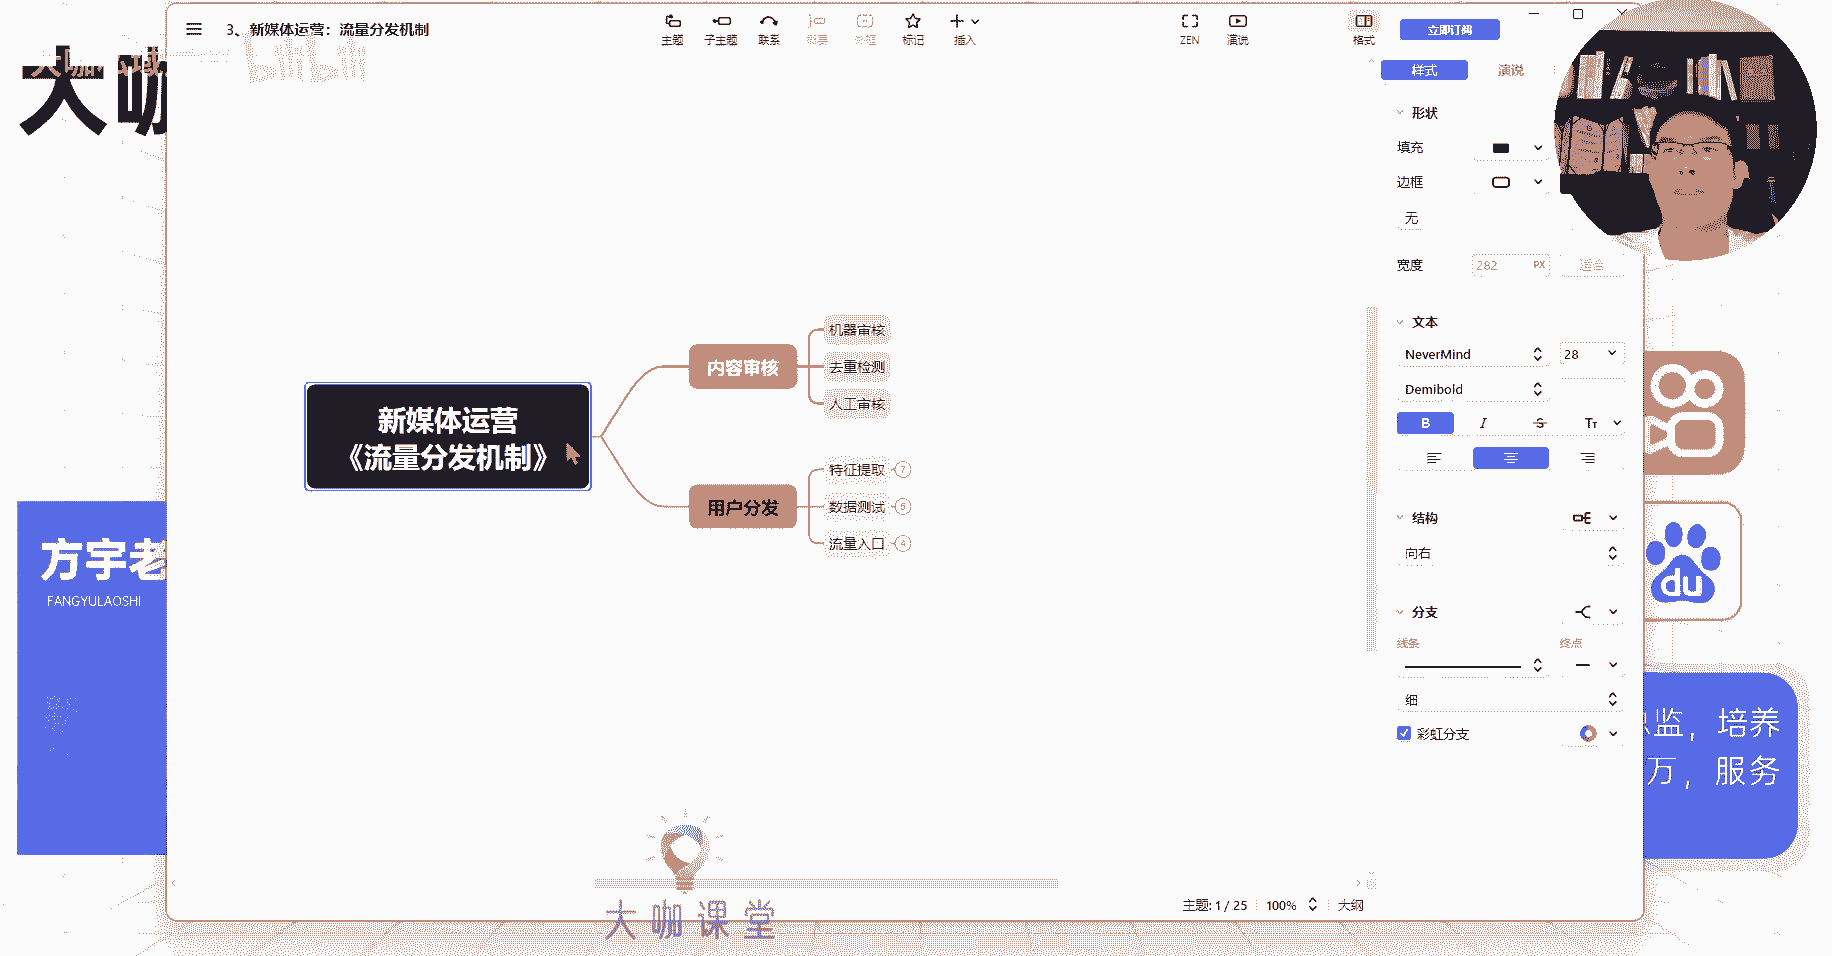 3、新媒体运营：流量分发机制
主题
子主题
联系
概要
外框
标记
插入
ZEN
演说
格式
立即订购
bilibili
大咖
样式
演说
形状
填充
边框
无
宽度
282
PX
适合
文本
NeverMind
28
Demibold
B
I
S
TT
结构
向右
分支
线条
终点
细
彩虹分支
新媒体运营
《流量分发机制》
内容审核
机器审核
去重检测
人工审核
用户分发
特征提取
7
数据测试
6
流量入口
4
方宇老
FANGYULAOSHI
du
总监，培养
万，服务
大咖课堂
主题: 1 / 25
100%
大纲